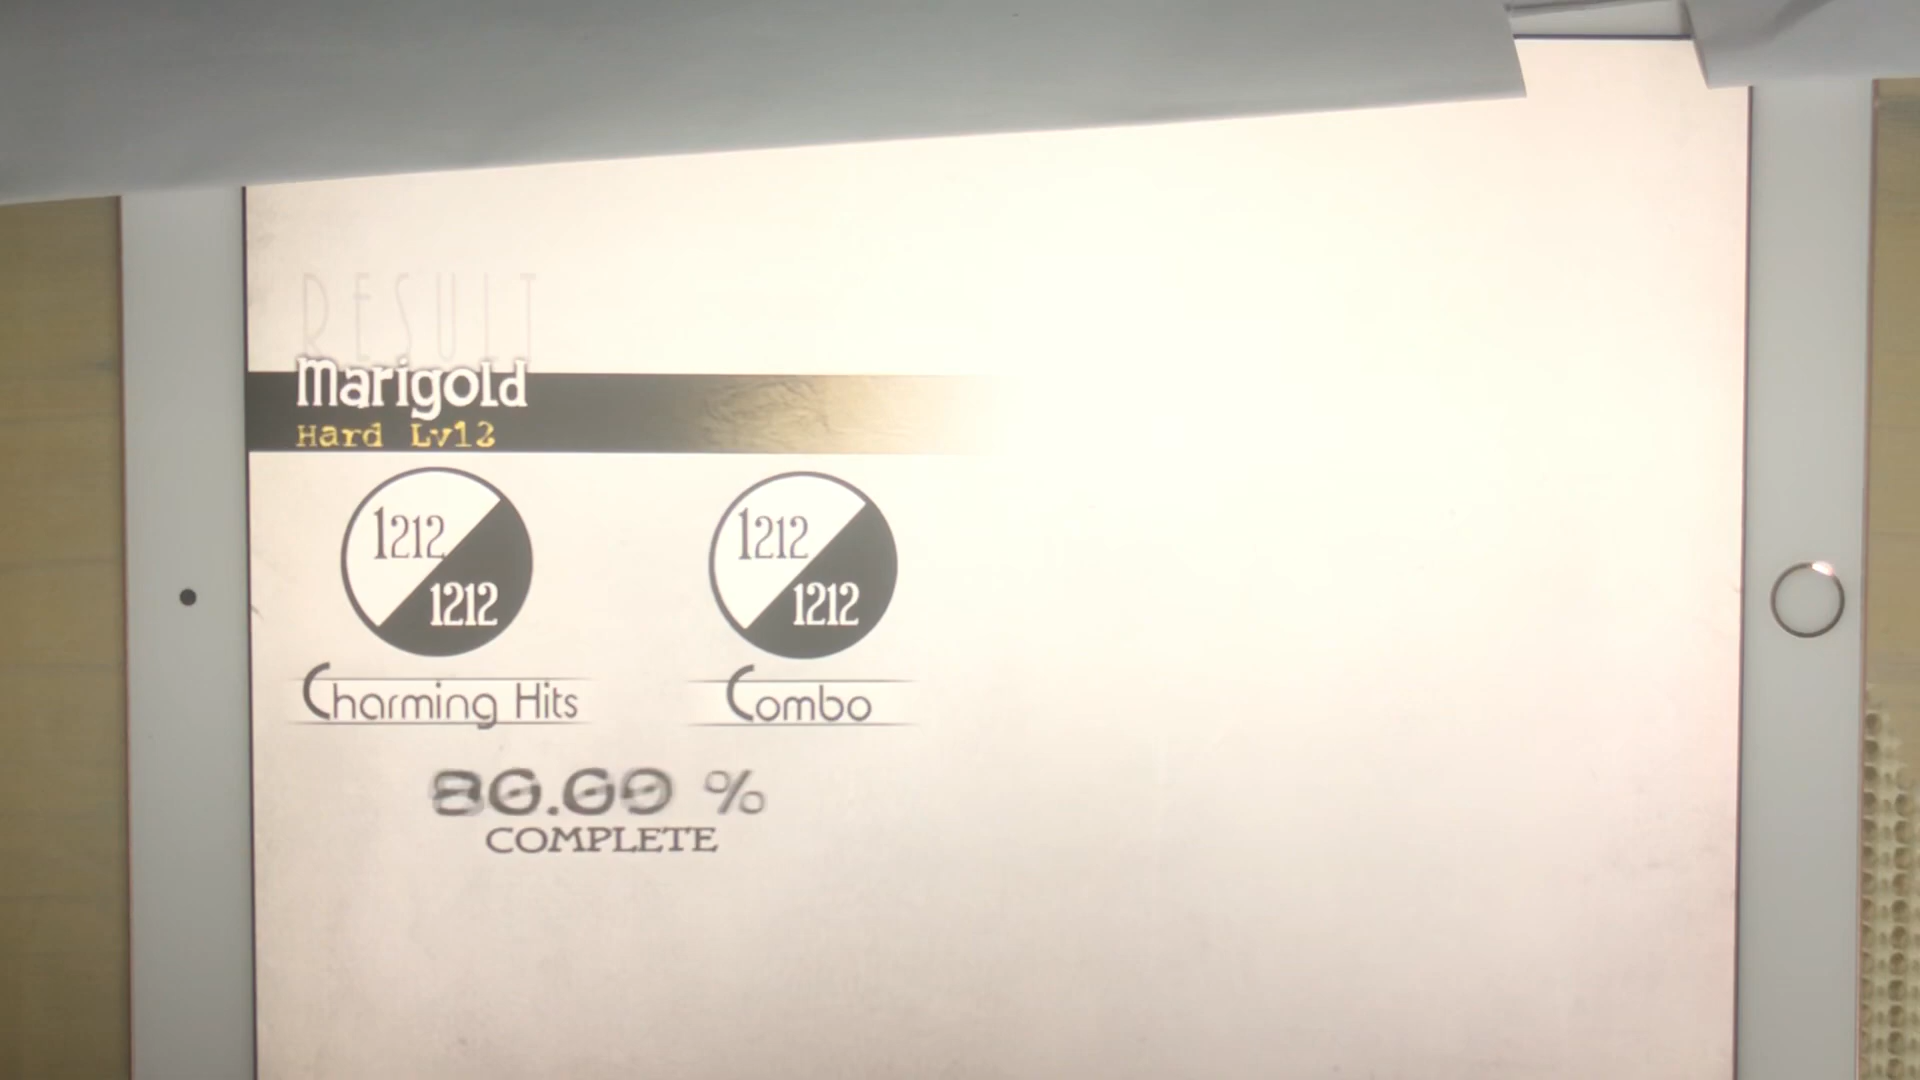 RESULT
Marigold
Hard Lv12
1212
1212
1212
1212
Charming Hits
Combo
%
COMPLETE